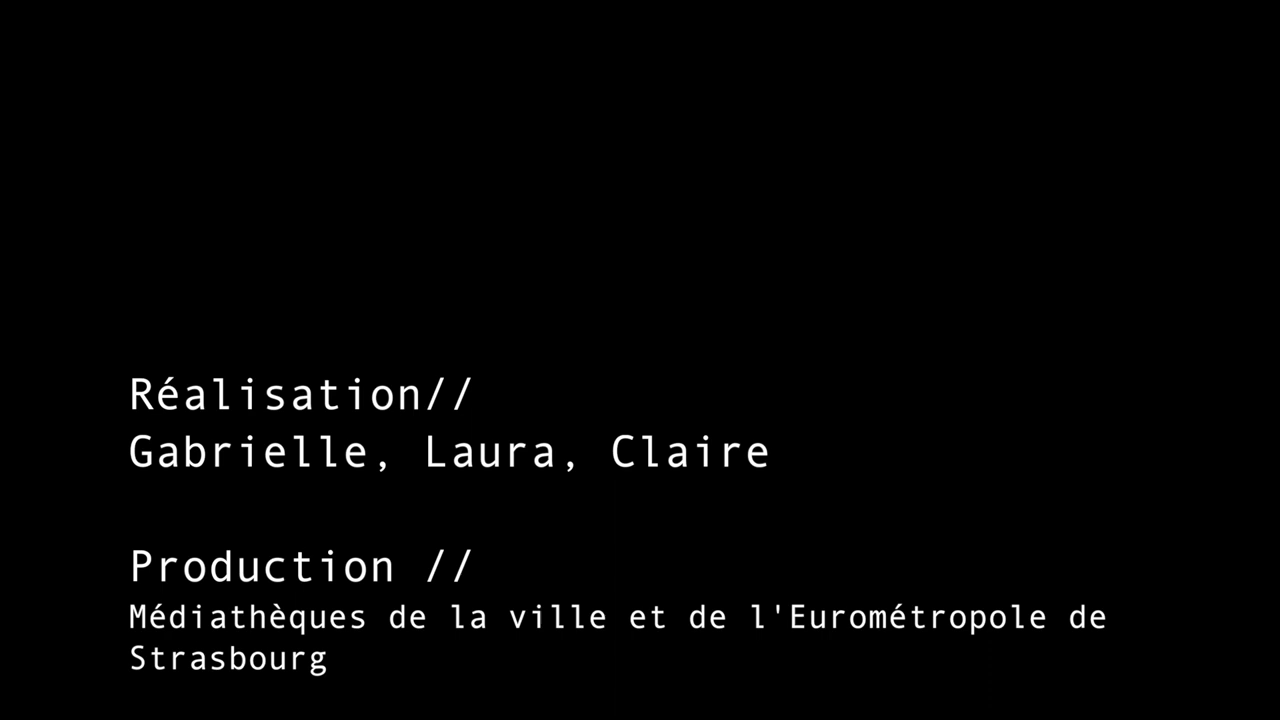 Réalisation//
Gabrielle, Laura, Claire
Production //
Médiathèques de la ville et de l'Eurométropole de
Strasbourg